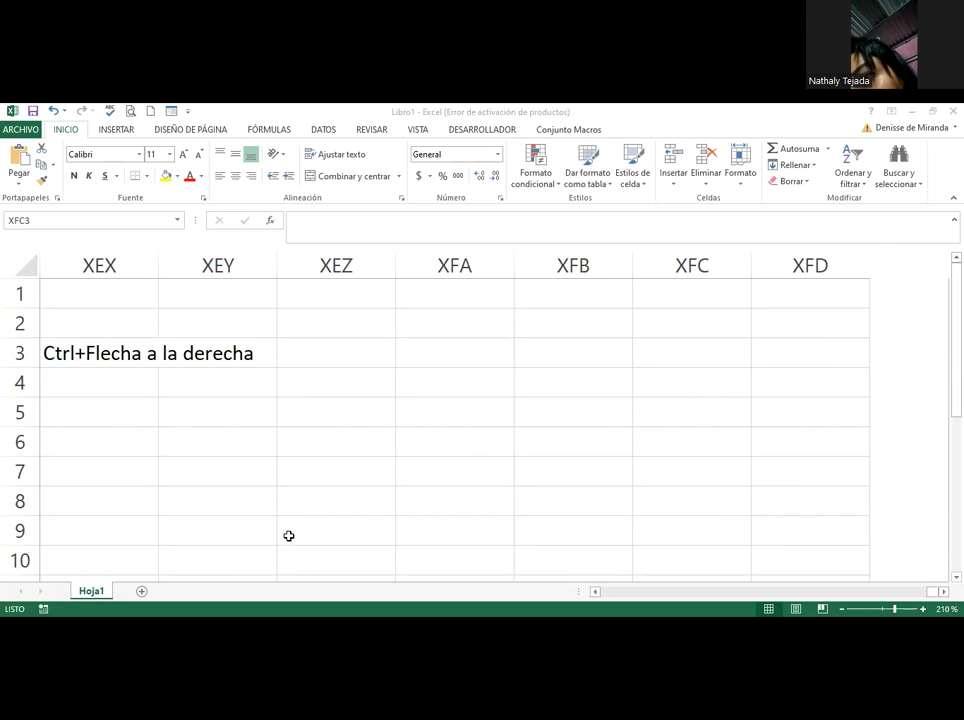 Nathaly Tejada
Libro1 - Excel (Error de activación de productos)
ARCHIVO INICIO INSERTAR DISEÑO DE PÁGINA FÓRMULAS DATOS REVISAR VISTA DESARROLLADOR Conjunto Macros Denisse de Miranda
Pegar
Calibri 11
N K S
Ajustar texto
Combinar y centrar
General
$ % 000
Formato condicional
Dar formato como tabla
Estilos de celda
Insertar Eliminar Formato
Autosuma
Rellenar
Borrar
Ordenar y filtrar
Buscar y seleccionar
Portapapeles Fuente Alineación Número Estilos Celdas Modificar
XFC3 fx
XEX XEY XEZ XFA XFB XFC XFD
1
2
3 Ctrl+Flecha a la derecha
4
5
6
7
8
9
10
Hoja1
LISTO 210 %